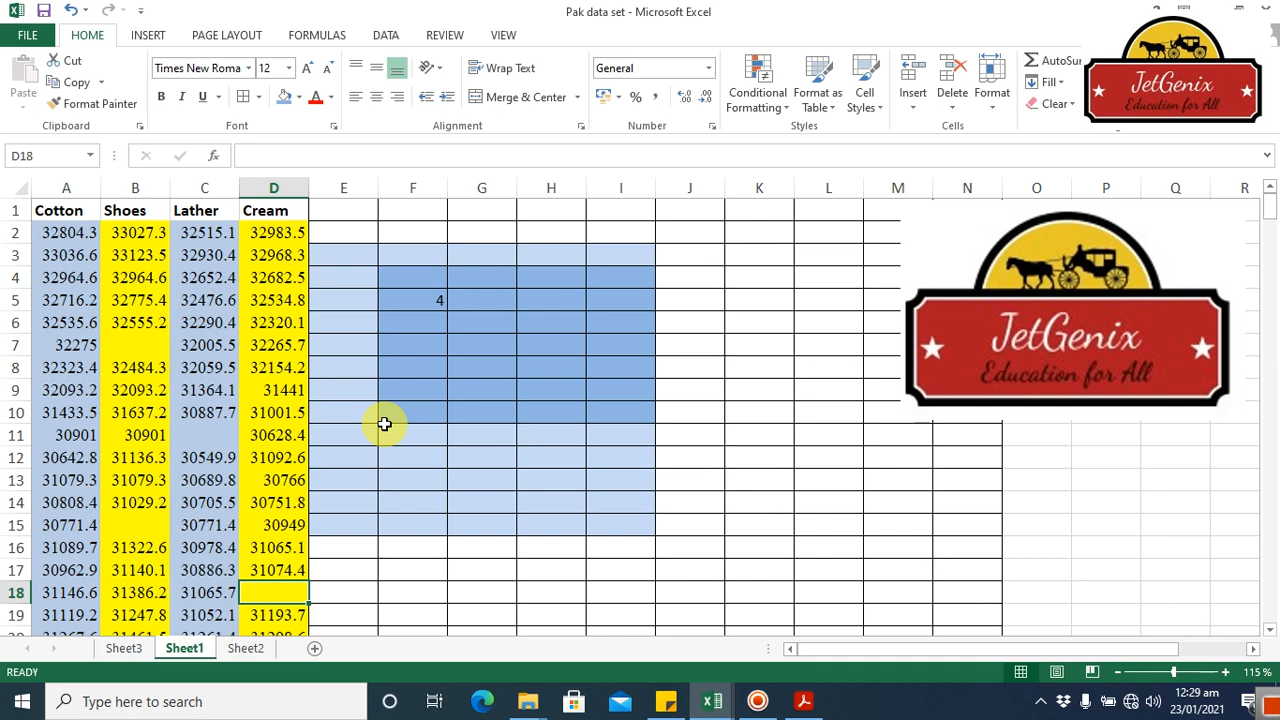 Pak data set - Microsoft Excel
FILE HOME INSERT PAGE LAYOUT FORMULAS DATA REVIEW VIEW
Cut Times New Roma 12 Wrap Text General AutoSu
Paste Copy Conditional Formatting Format as Table Cell Styles Insert Delete Format Fill
Format Painter B I U Merge & Center % Clear
Clipboard Font Alignment Number Styles Cells
JetGenix
Education for All
D18 fx
A B C D E F G H I J K L M N O P Q R
1 Cotton Shoes Lather Cream
2 32804.3 33027.3 32515.1 32983.5
3 33036.6 33123.5 32930.4 32968.3
4 32964.6 32964.6 32652.4 32682.5
5 32716.2 32775.4 32476.6 32534.8 4
6 32535.6 32555.2 32290.4 32320.1
7 32275 32005.5 32265.7
8 32323.4 32484.3 32059.5 32154.2
9 32093.2 32093.2 31364.1 31441
10 31433.5 31637.2 30887.7 31001.5
11 30901 30901 30628.4
12 30642.8 31136.3 30549.9 31092.6
13 31079.3 31079.3 30689.8 30766
14 30808.4 31029.2 30705.5 30751.8
15 30771.4 30771.4 30949
16 31089.7 31322.6 30978.4 31065.1
17 30962.9 31140.1 30886.3 31074.4
18 31146.6 31386.2 31065.7
19 31119.2 31247.8 31052.1 31193.7
JetGenix
Education for All
Sheet3 Sheet1 Sheet2
READY 115 %
Type here to search
12:29 am
23/01/2021